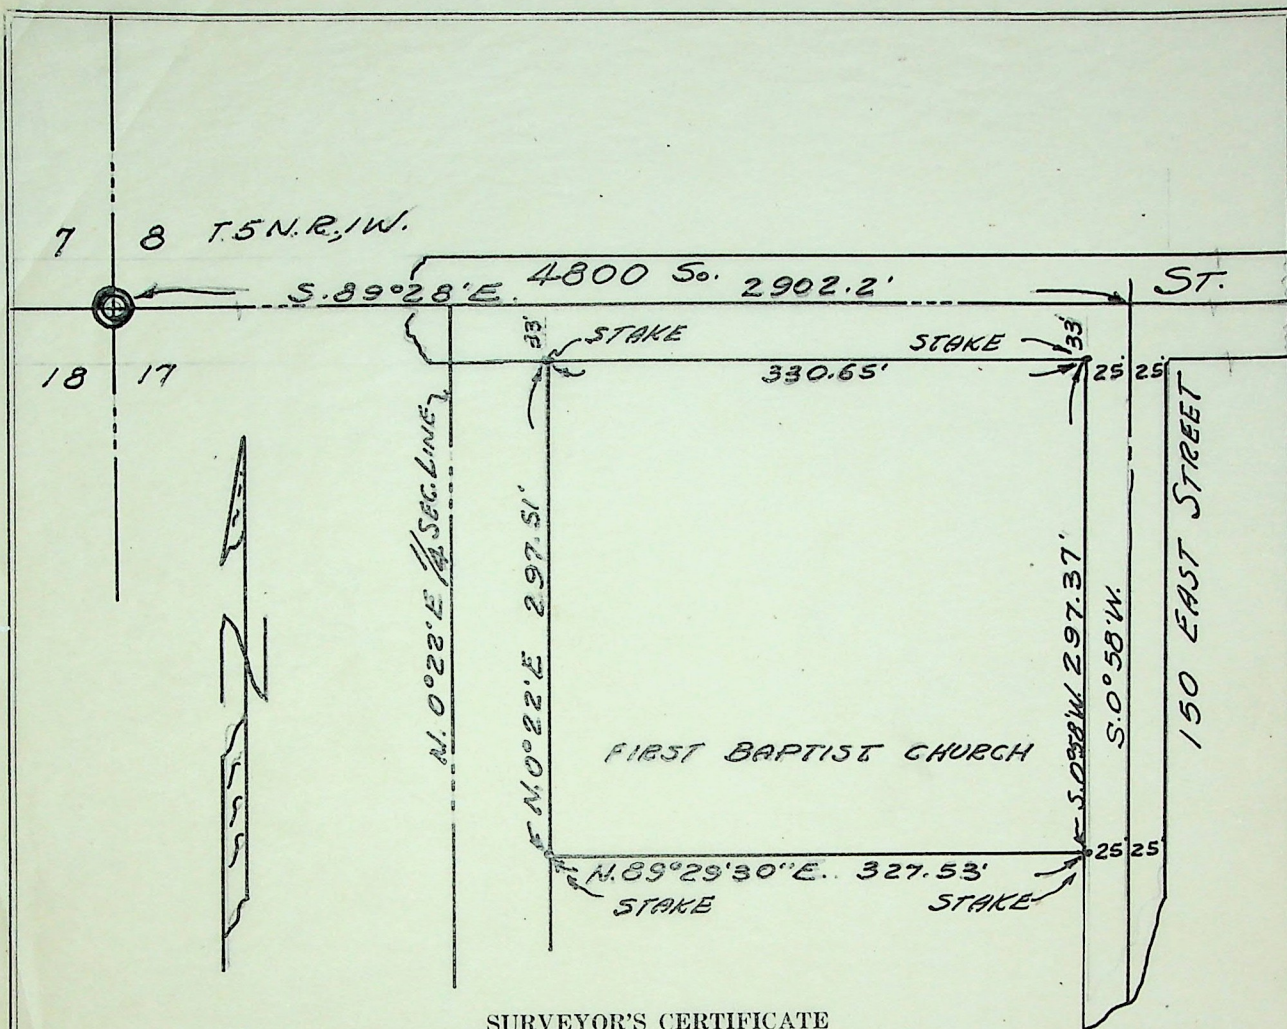 7 8 T.5N.R,1W.
4800 So. ST.
S.89°28'E. 2902.2'
33' STAKE STAKE 33'
18 17
330.65' 25' 25'
N. 0°22'E 1/4 SEC. LINE
N.0°22'E 297.51'
S.0°58'W. 297.37'
S.0°58'W.
150 EAST STREET
N
FIRST BAPTIST CHURCH
25' 25'
N.89°29'30"E. 327.53'
STAKE STAKE
SURVEYOR'S CERTIFICATE